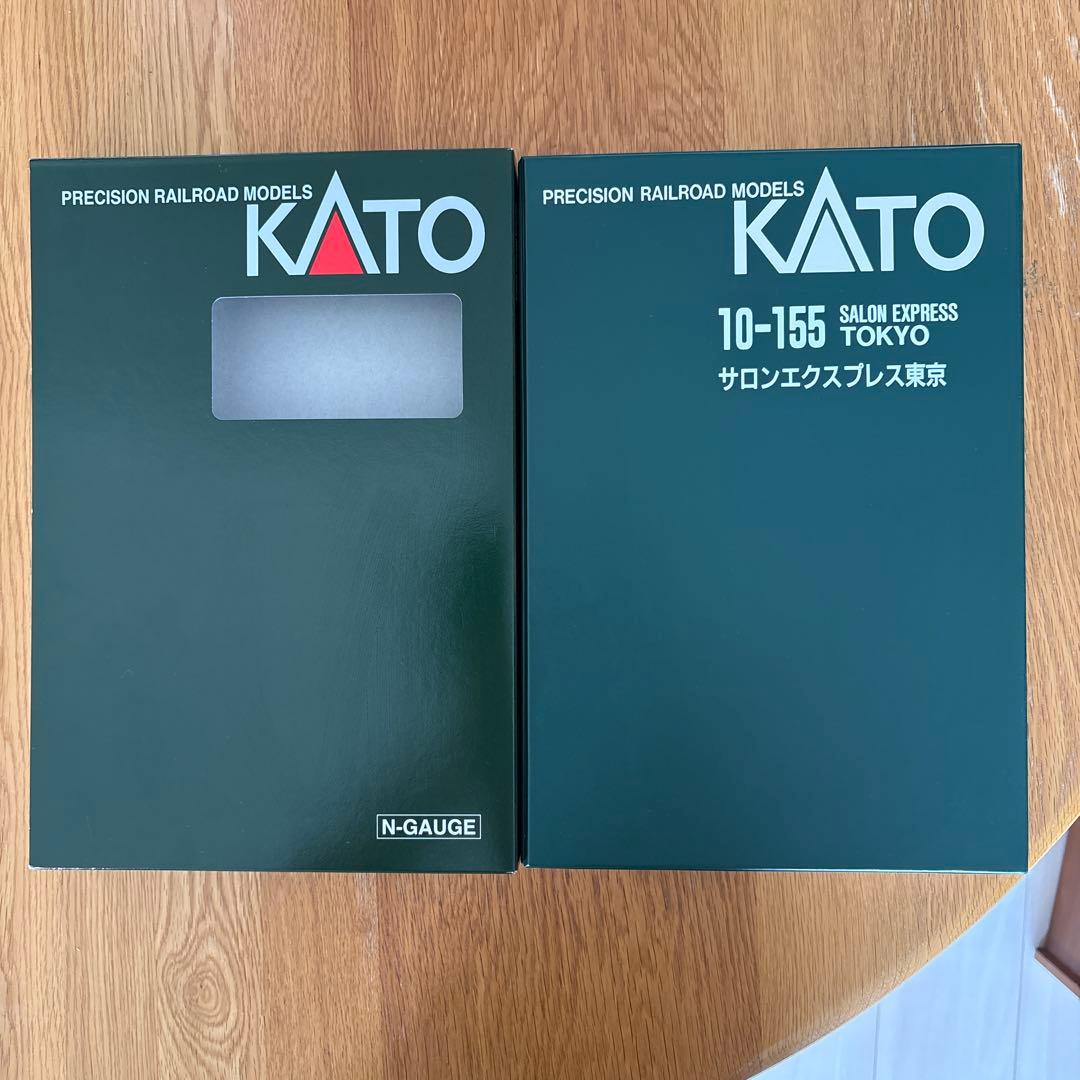 PRECISION RAILROAD MODELS
KATO
N-GAUGE
PRECISION RAILROAD MODELS
KATO
10-155 SALON EXPRESS
TOKYO
サロンエクスプレス東京